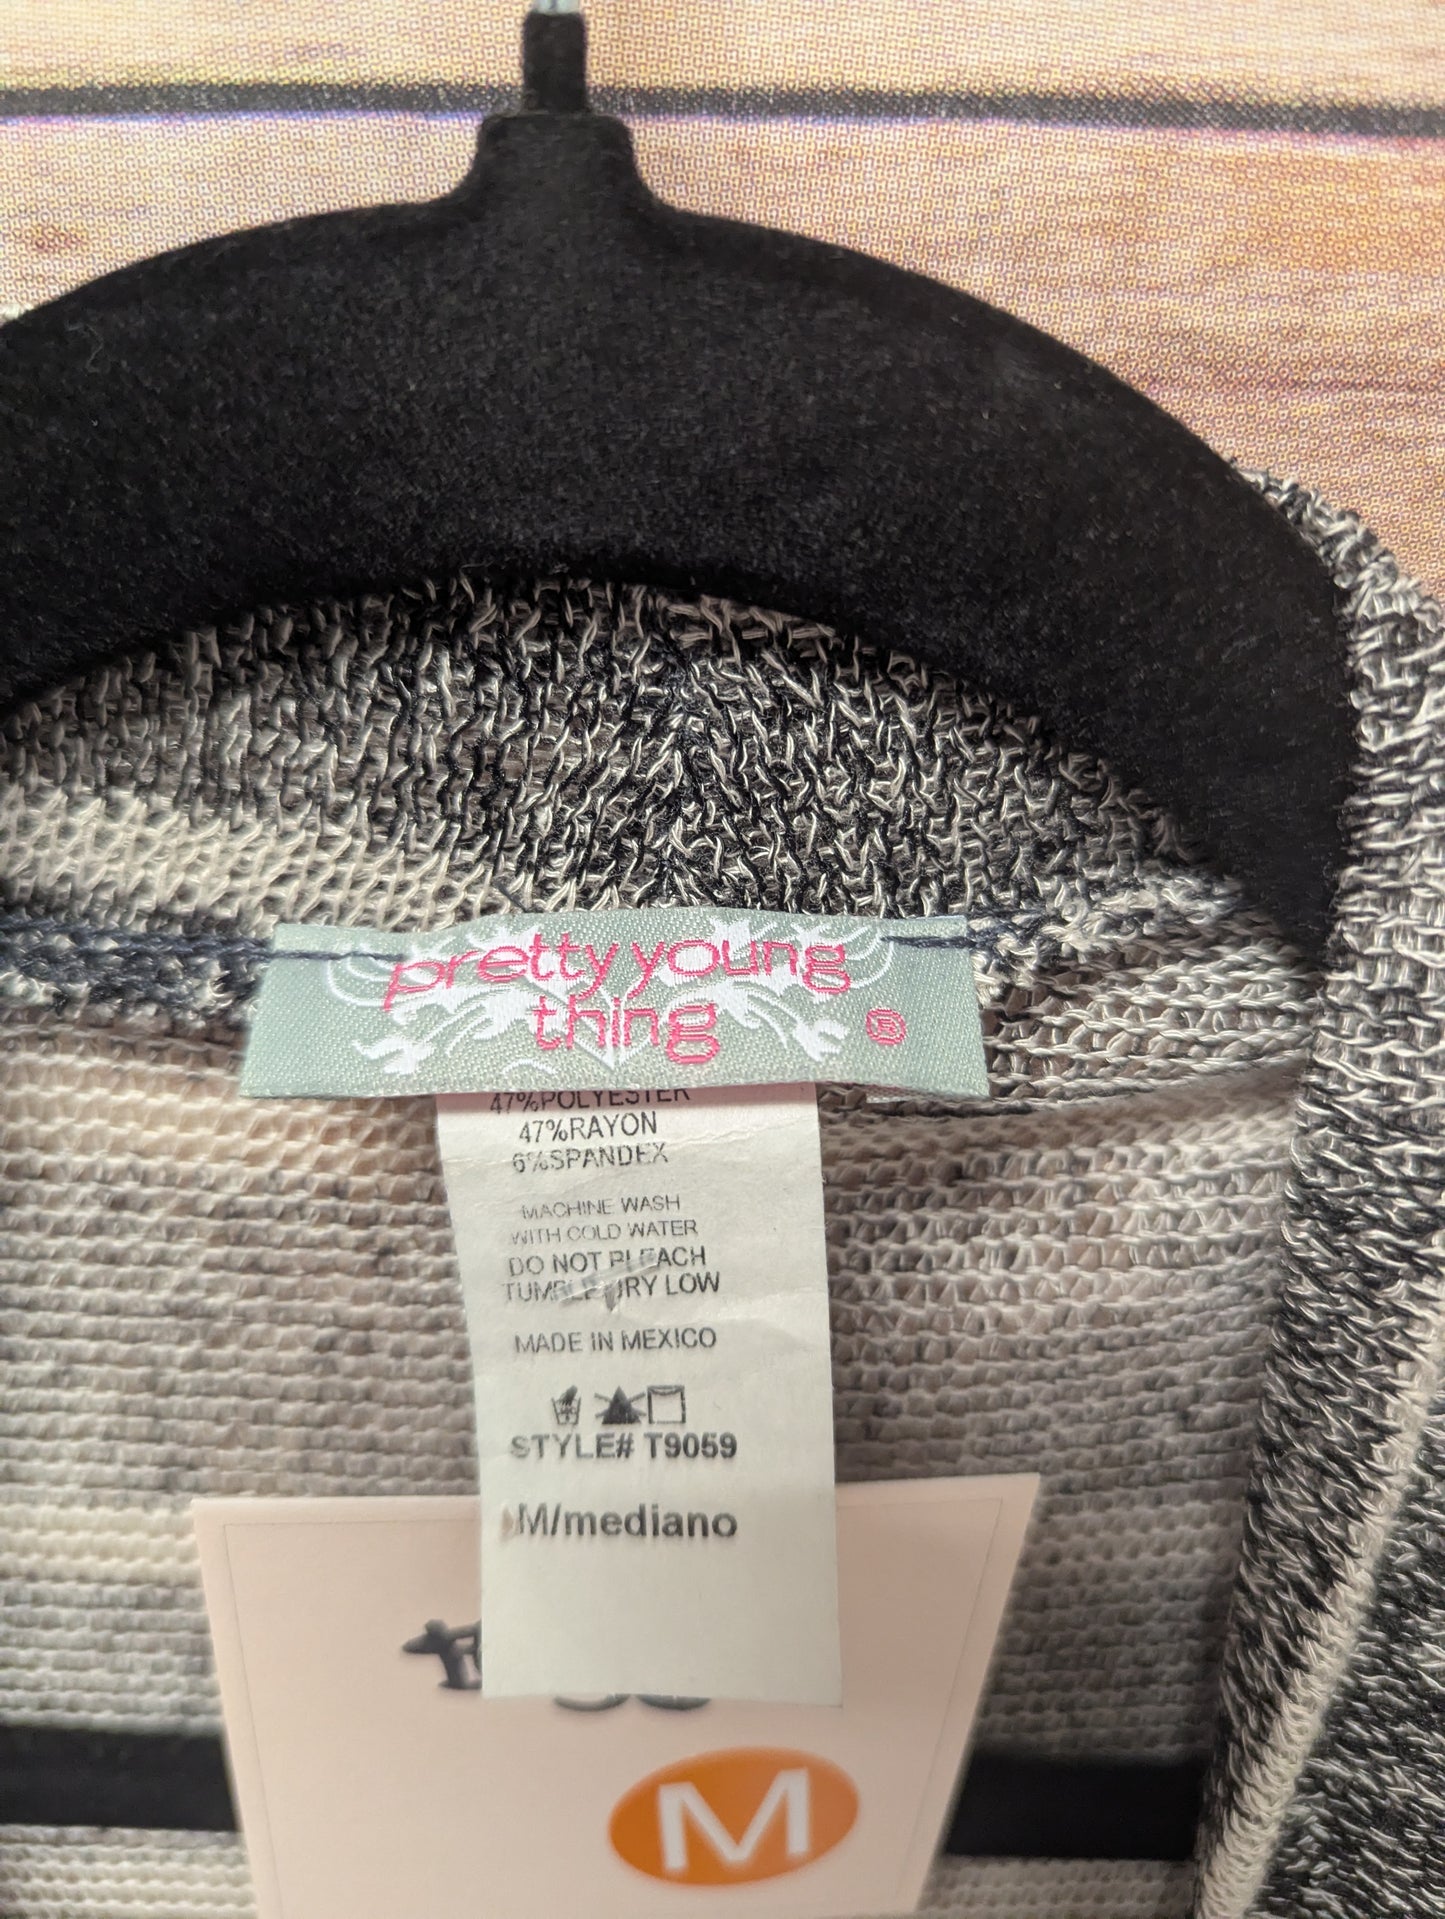 pretty young
thing ®
47%POLYESTER
47%RAYON
6%SPANDEX
MACHINE WASH
WITH COLD WATER
DO NOT BLEACH
TUMBLE DRY LOW
MADE IN MEXICO
STYLE# T9059
M/mediano
M